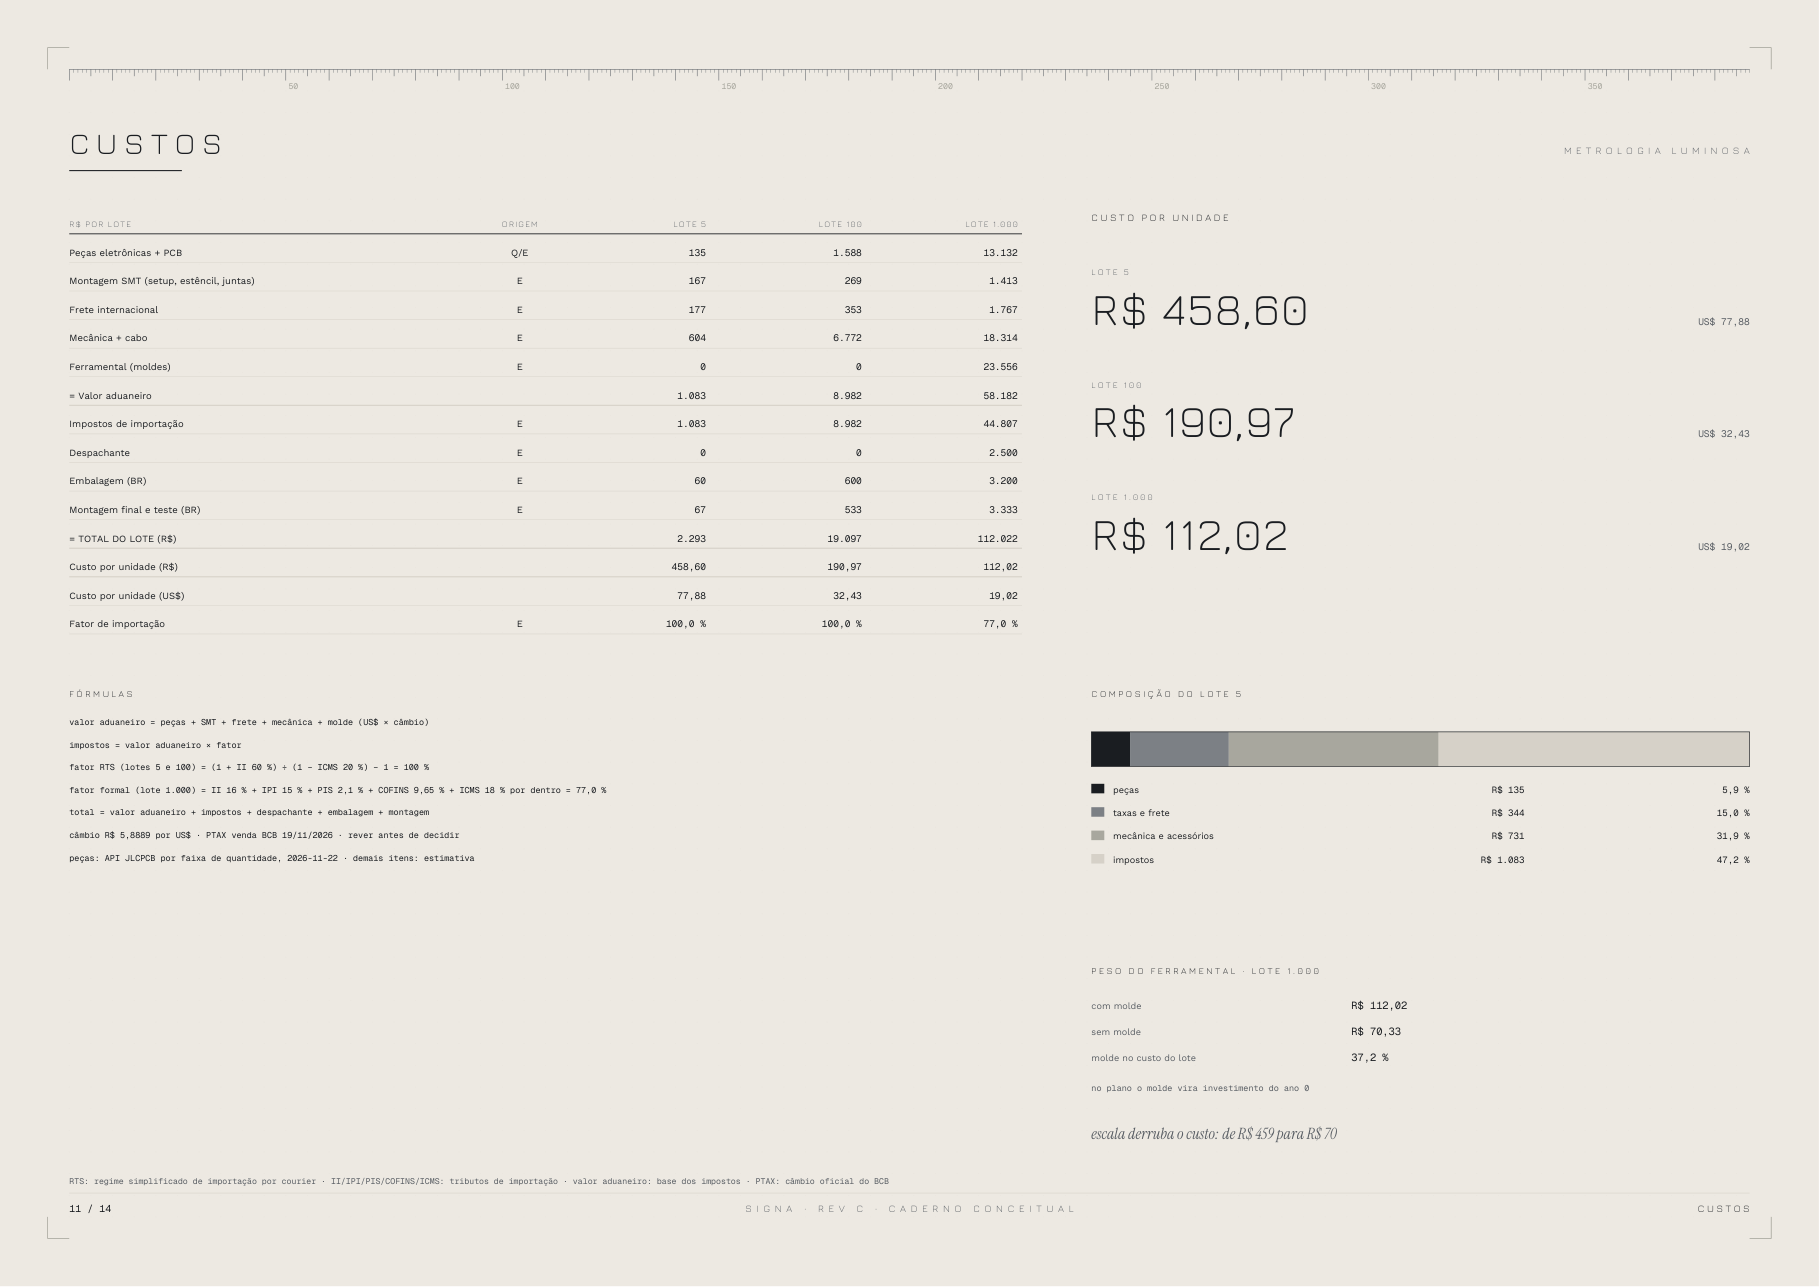 50 100 150 200 250 300 350
CUSTOS
METROLOGIA LUMINOSA
R$ POR LOTE ORIGEM LOTE 5 LOTE 100 LOTE 1.000
Peças eletrônicas + PCB Q/E 135 1.588 13.132
Montagem SMT (setup, estêncil, juntas) E 167 269 1.413
Frete internacional E 177 353 1.767
Mecânica + cabo E 604 6.772 18.314
Ferramental (moldes) E 0 0 23.556
= Valor aduaneiro 1.083 8.982 58.182
Impostos de importação E 1.083 8.982 44.807
Despachante E 0 0 2.500
Embalagem (BR) E 60 600 3.200
Montagem final e teste (BR) E 67 533 3.333
= TOTAL DO LOTE (R$) 2.293 19.097 112.022
Custo por unidade (R$) 458,60 190,97 112,02
Custo por unidade (US$) 77,88 32,43 19,02
Fator de importação E 100,0 % 100,0 % 77,0 %
CUSTO POR UNIDADE
LOTE 5
R$ 458,60 US$ 77,88
LOTE 100
R$ 190,97 US$ 32,43
LOTE 1.000
R$ 112,02 US$ 19,02
FÓRMULAS
valor aduaneiro = peças + SMT + frete + mecânica + molde (US$ × câmbio)
impostos = valor aduaneiro × fator
fator RTS (lotes 5 e 100) = (1 + II 60 %) ÷ (1 − ICMS 20 %) − 1 = 100 %
fator formal (lote 1.000) = II 16 % + IPI 15 % + PIS 2,1 % + COFINS 9,65 % + ICMS 18 % por dentro = 77,0 %
total = valor aduaneiro + impostos + despachante + embalagem + montagem
câmbio R$ 5,8889 por US$ · PTAX venda BCB 19/11/2026 · rever antes de decidir
peças: API JLCPCB por faixa de quantidade, 2026-11-22 · demais itens: estimativa
COMPOSIÇÃO DO LOTE 5
peças R$ 135 5,9 %
taxas e frete R$ 344 15,0 %
mecânica e acessórios R$ 731 31,9 %
impostos R$ 1.083 47,2 %
PESO DO FERRAMENTAL · LOTE 1.000
com molde R$ 112,02
sem molde R$ 70,33
molde no custo do lote 37,2 %
no plano o molde vira investimento do ano 0
escala derruba o custo: de R$ 459 para R$ 70
RTS: regime simplificado de importação por courier · II/IPI/PIS/COFINS/ICMS: tributos de importação · valor aduaneiro: base dos impostos · PTAX: câmbio oficial do BCB
11 / 14 SIGNA · REV C · CADERNO CONCEITUAL CUSTOS